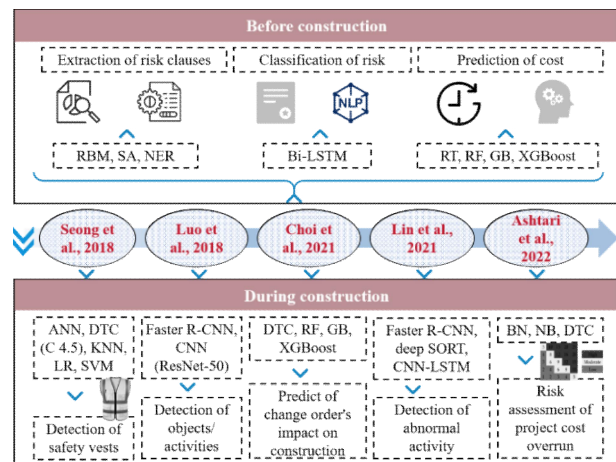 Before construction
Extraction of risk clauses
Classification of risk
Prediction of cost
NLP
RBM, SA, NER
Bi-LSTM
RT, RF, GB, XGBoost
Seong et
al., 2018
Luo et
al., 2018
Choi et
al., 2021
Lin et
al., 2021
Ashtari
et al.,
2022
During construction
ANN, DTC
(C 4.5), KNN,
LR, SVM
Faster R-CNN,
CNN
(ResNet-50)
DTC, RF, GB,
XGBoost
Faster R-CNN,
deep SORT,
CNN-LSTM
BN, NB, DTC
Detection of
safety vests
Detection of
objects/
activities
Predict of
change order's
impact on
construction
Detection of
abnormal
activity
Risk
assessment of
project cost
overrun